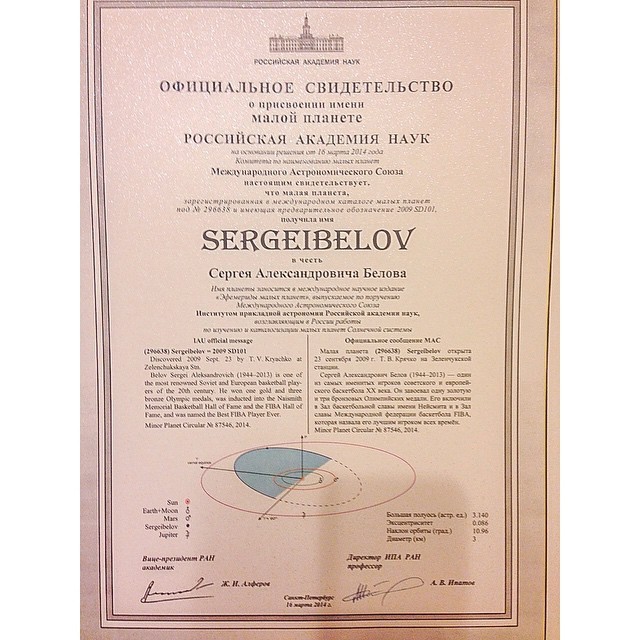 РОССИЙСКАЯ АКАДЕМИЯ НАУК
ОФИЦИАЛЬНОЕ СВИДЕТЕЛЬСТВО
о присвоении имени
малой планете
РОССИЙСКАЯ АКАДЕМИЯ НАУК
на основании решения от 16 марта 2014 года
Комитета по наименованию малых планет
Международного Астрономического Союза
настоящим свидетельствует,
что малая планета,
зарегистрированная в международном каталоге малых планет
под № 296638 и имеющая предварительное обозначение 2009 SD101,
получила имя
SERGEIBELOV
в честь
Сергея Александровича Белова
Имя планеты заносится в международное научное издание
«Эфемериды малых планет», выпускаемое по поручению
Международного Астрономического Союза
Институтом прикладной астрономии Российской академии наук,
возглавляющим в России работы
по изучению и каталогизации малых планет Солнечной системы
IAU official message
(296638) Sergeibelov = 2009 SD101
Discovered 2009 Sept. 23 by T. V. Kryachko at
Zelenchukskaya Stn.
Belov Sergei Aleksandrovich (1944–2013) is one of
the most renowned Soviet and European basketball play-
ers of the 20th century. He won one gold and three
bronze Olympic medals, was inducted into the Naismith
Memorial Basketball Hall of Fame and the FIBA Hall of
Fame, and was named the Best FIBA Player Ever.
Minor Planet Circular № 87546, 2014.
Официальное сообщение МАС
Малая планета (296638) Sergeibelov открыта
23 сентября 2009 г. Т. В. Крячко на Зеленчукской
станции.
Сергей Александрович Белов (1944–2013) — один
из самых именитых игроков советского и европей-
ского баскетбола XX века. Он завоевал одну золотую
и три бронзовых Олимпийских медали. Его включили
в Зал баскетбольной славы имени Нейсмита и в Зал
славы Международной федерации баскетбола FIBA,
которая назвала его лучшим игроком всех времён.
Minor Planet Circular № 87546, 2014.
Sun
Earth+Moon
Mars
Sergeibelov
Jupiter
Большая полуось (астр. ед.) 3.140
Эксцентриситет 0.086
Наклон орбиты (град.) 10.96
Диаметр (км) 3
Вице-президент РАН
академик
Ж. И. Алферов
Директор ИПА РАН
профессор
А. В. Ипатов
Санкт-Петербург
16 марта 2014 г.